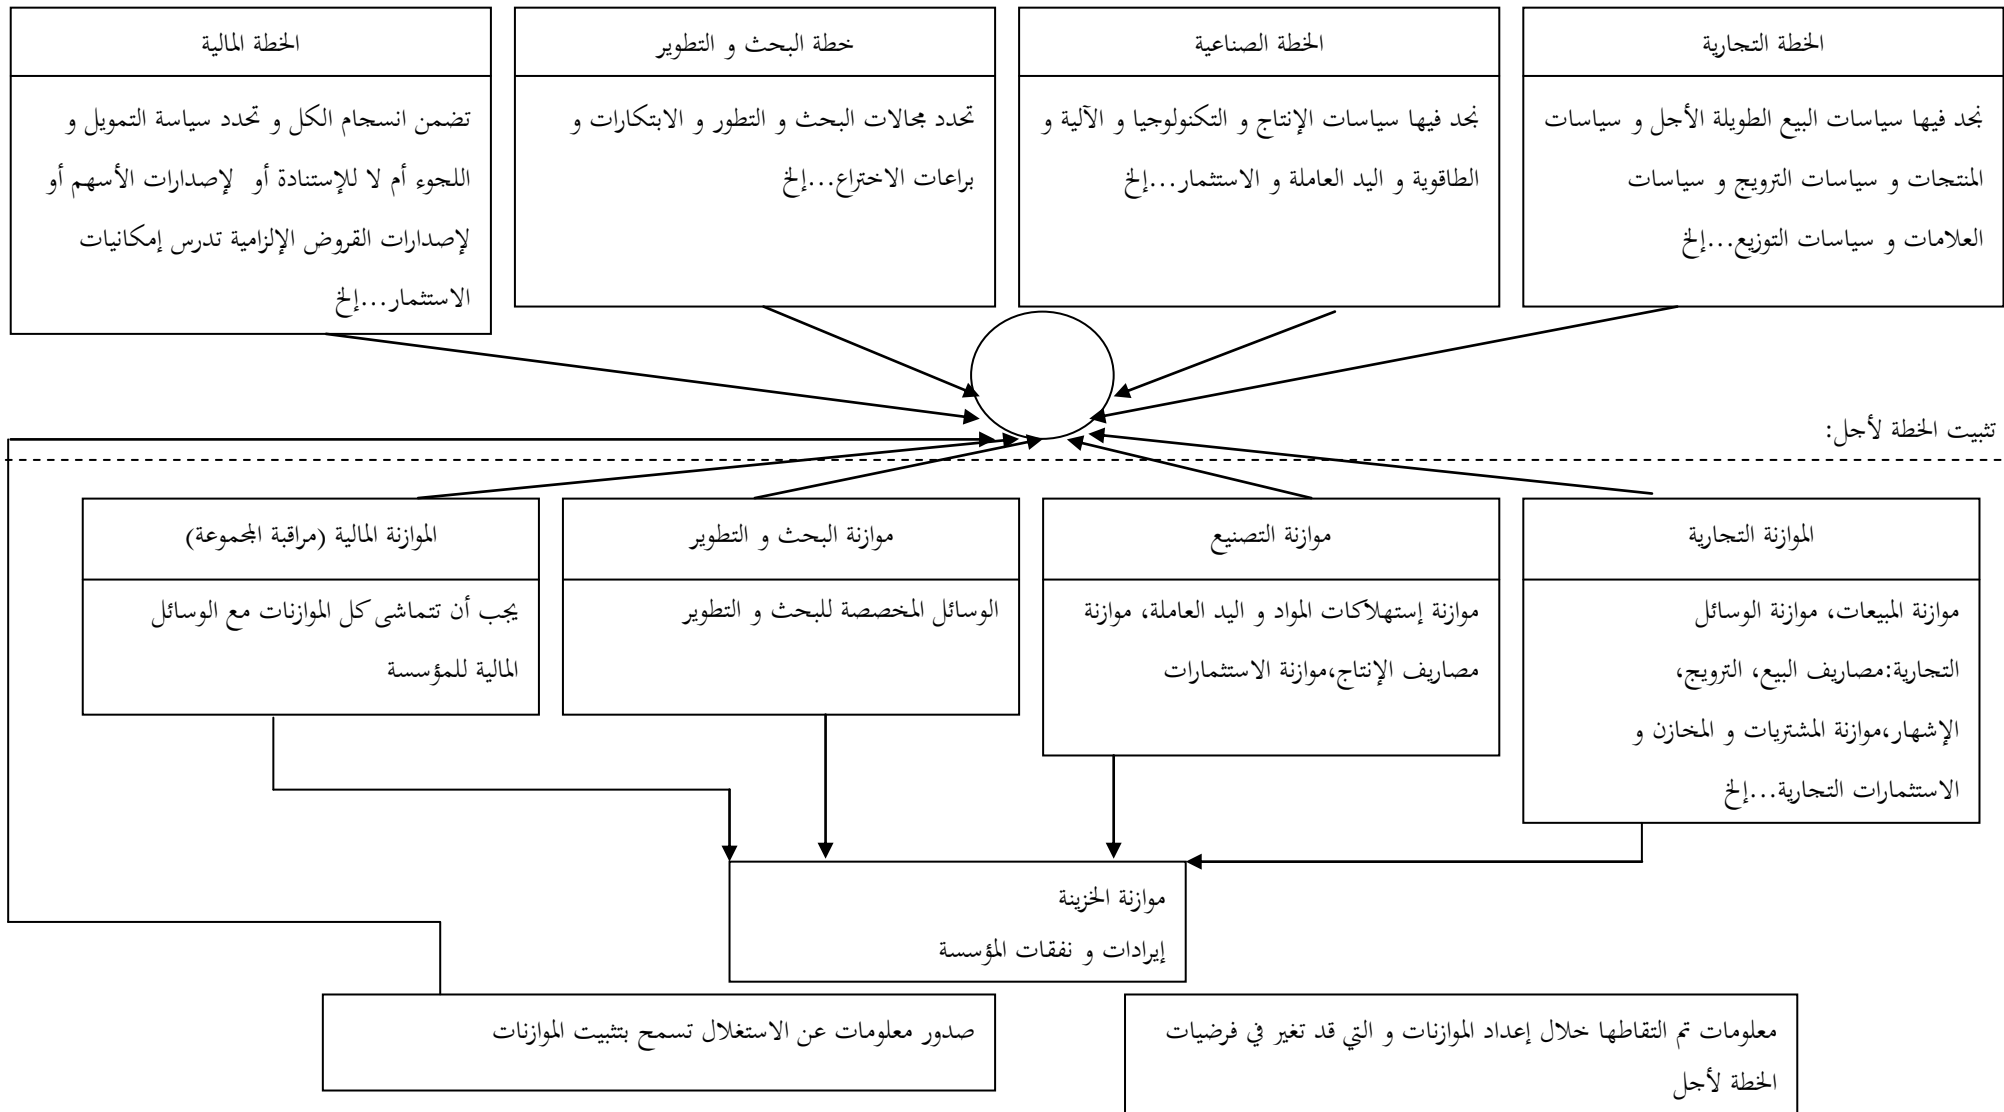 الخطة التجارية
نجد فيها سياسات البيع الطويلة الأجل و سياسات
المنتجات و سياسات الترويج و سياسات
العلامات و سياسات التوزيع...إلخ
الخطة الصناعية
نجد فيها سياسات الإنتاج و التكنولوجيا و الآلية و
الطاقوية و اليد العاملة و الاستثمار...إلخ
خطة البحث و التطوير
تحدد مجالات البحث و التطور و الابتكارات و
براعات الاختراع...إلخ
الخطة المالية
تضمن انسجام الكل و تحدد سياسة التمويل و
اللجوء أم لا للإستنادة أو لإصدارات الأسهم أو
لإصدارات القروض الإلزامية تدرس إمكانيات
الاستثمار...إلخ
تثبيت الخطة لأجل:
الموازنة التجارية
موازنة المبيعات، موازنة الوسائل
التجارية:مصاريف البيع، الترويج،
الإشهار،موازنة المشتريات و المخازن و
الاستثمارات التجارية...إلخ
موازنة التصنيع
موازنة إستهلاكات المواد و اليد العاملة، موازنة
مصاريف الإنتاج،موازنة الاستثمارات
موازنة البحث و التطوير
الوسائل المخصصة للبحث و التطوير
الموازنة المالية (مراقبة المجموعة)
يجب أن تتماشى كل الموازنات مع الوسائل
المالية للمؤسسة
موازنة الخزينة
إيرادات و نفقات المؤسسة
معلومات تم التقاطها خلال إعداد الموازنات و التي قد تغير في فرضيات
الخطة لأجل
صدور معلومات عن الاستغلال تسمح بتثبيت الموازنات